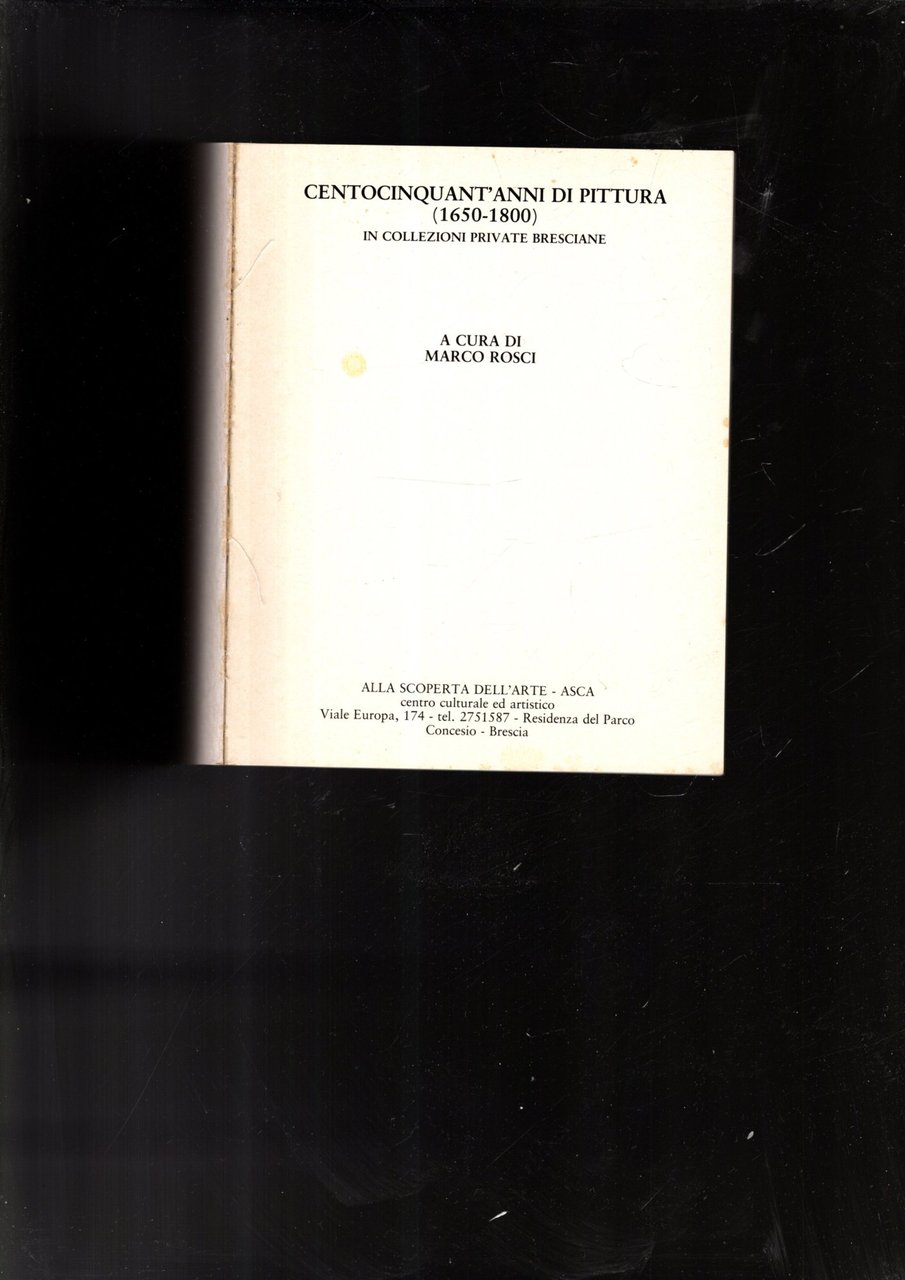 CENTOCINQUANT'ANNI DI PITTURA
(1650-1800)
IN COLLEZIONI PRIVATE BRESCIANE
A CURA DI
MARCO ROSCI
ALLA SCOPERTA DELL'ARTE - ASCA
centro culturale ed artistico
Viale Europa, 174 - tel. 2751587 - Residenza del Parco
Concesio - Brescia